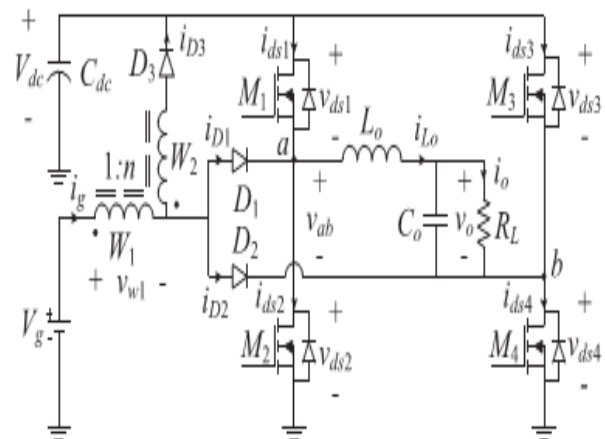 + i_D3 i_ds1 + i_ds3 +
V_dc C_dc D_3 M_1 v_ds1 M_3 v_ds3
- i_D1 a - L_o i_Lo -
1:n W_2 i_o
i_g D_1 + +
W_1 D_2 v_ab C_o v_o R_L
+ v_w1 - - - b
i_D2 i_ds2 + i_ds4 +
V_g + - M_2 v_ds2 M_4 v_ds4
- -